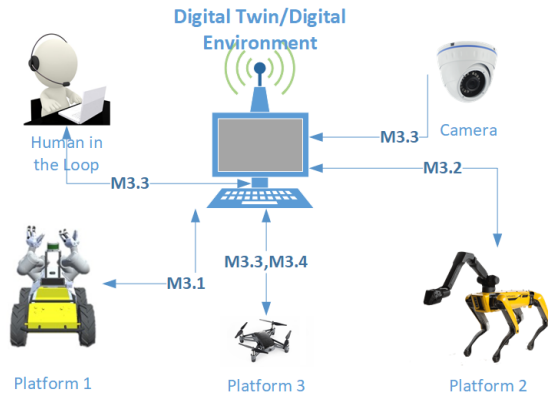 Digital Twin/Digital
Environment
Human in
the Loop
Camera
M3.3
M3.2
M3.3
M3.1
M3.3,M3.4
Platform 1
Platform 3
Platform 2